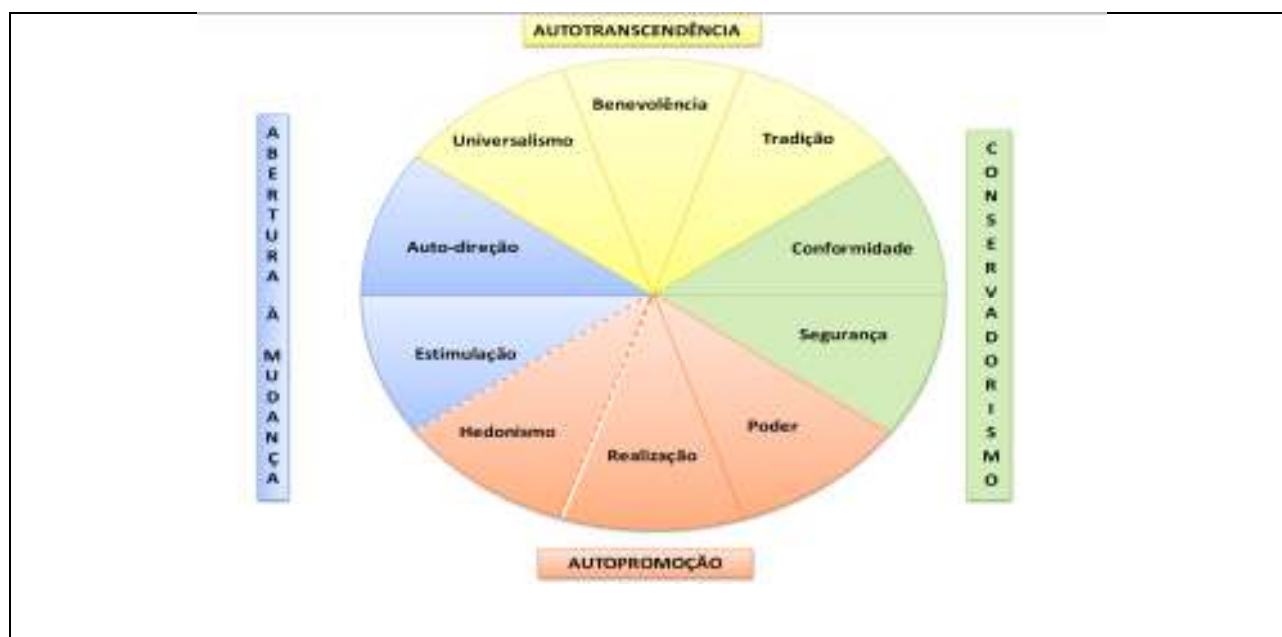 AUTOTRANSCENDÊNCIA
Benevolência
Universalismo
Tradição
ABERTURA À MUDANÇA
CONSERVADORISMO
Auto-direção
Conformidade
Estimulação
Segurança
Hedonismo
Realização
Poder
AUTOPROMOÇÃO